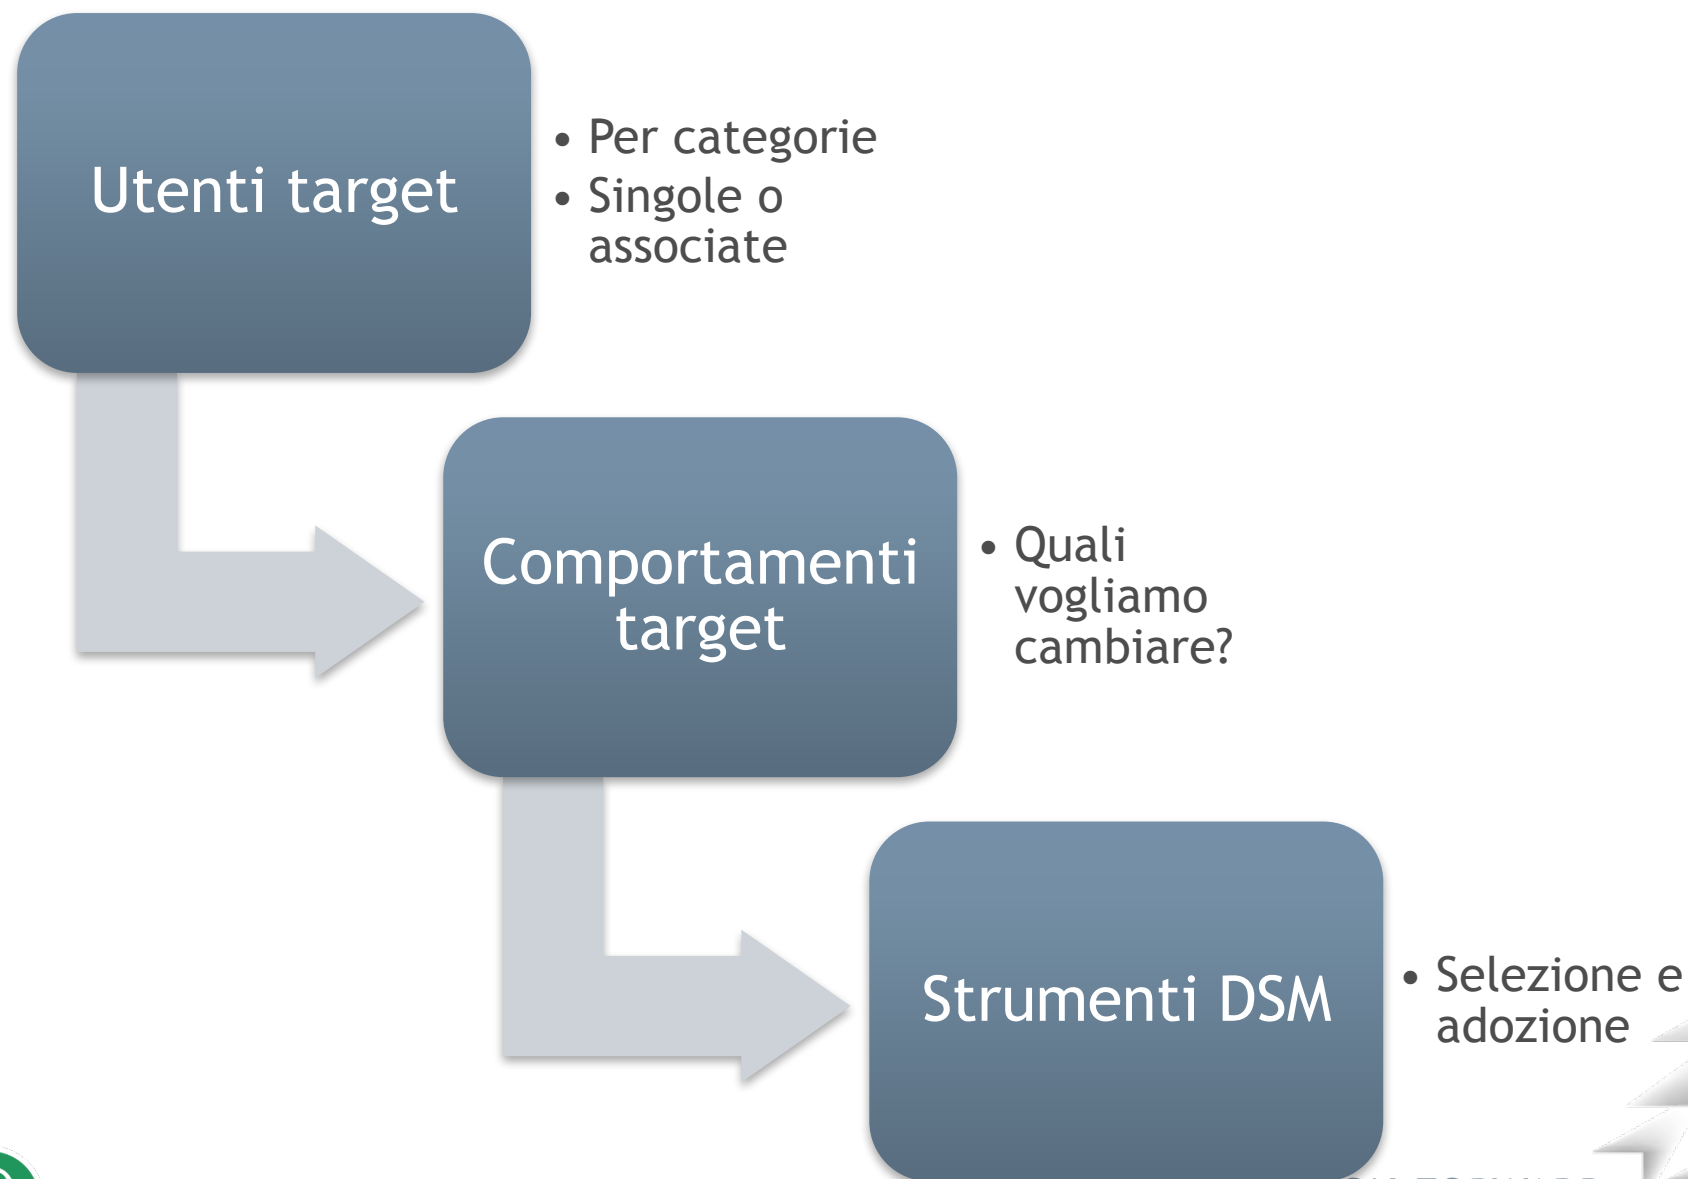 Utenti target
• Per categorie
• Singole o
associate
Comportamenti
target
• Quali
vogliamo
cambiare?
Strumenti DSM
• Selezione e
adozione